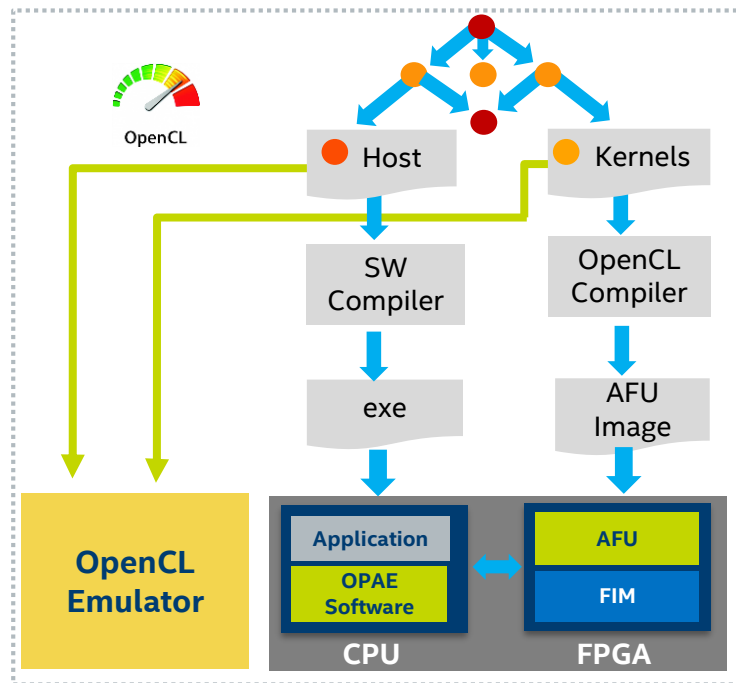 OpenCL
Host
Kernels
SW
Compiler
OpenCL
Compiler
exe
AFU
Image
OpenCL
Emulator
Application
OPAE
Software
CPU
AFU
FIM
FPGA